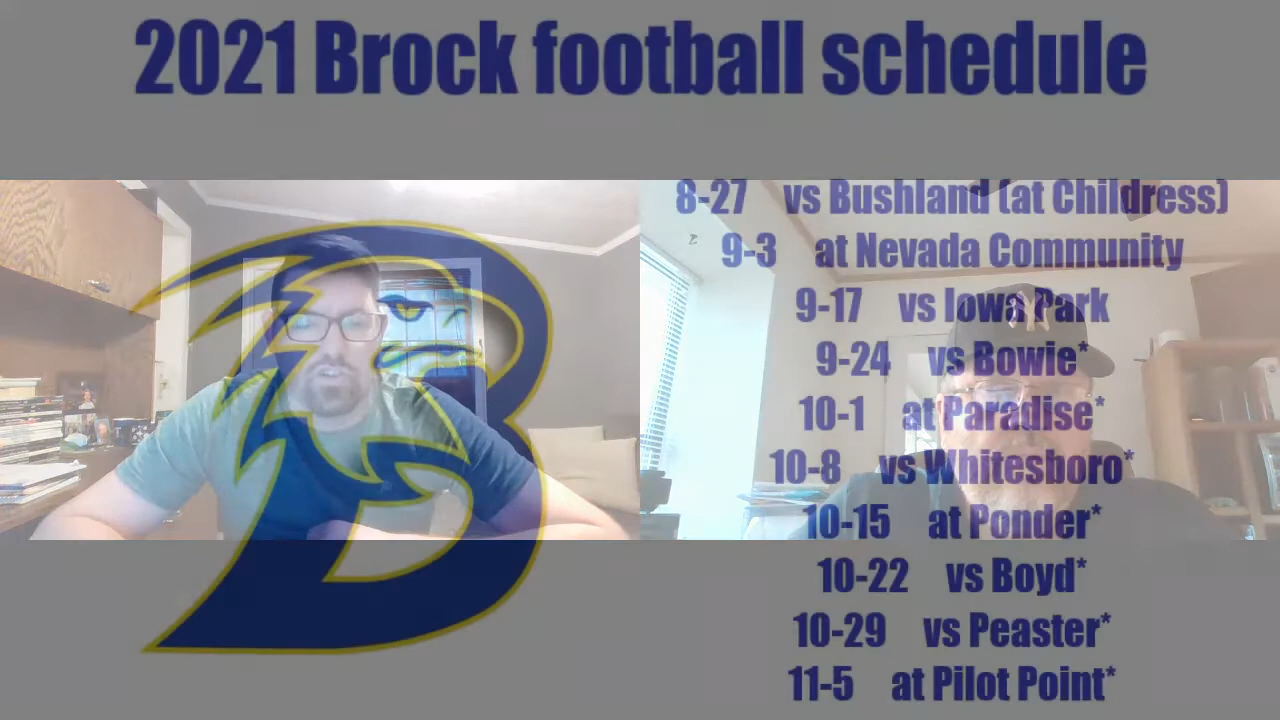 2021 Brock football schedule
8-27 vs Bushland (at Childress)
9-3 at Nevada Community
9-17 vs Iowa Park
9-24 vs Bowie*
10-1 at Paradise*
10-8 vs Whitesboro*
10-15 at Ponder*
10-22 vs Boyd*
10-29 vs Peaster*
11-5 at Pilot Point*
B
NY